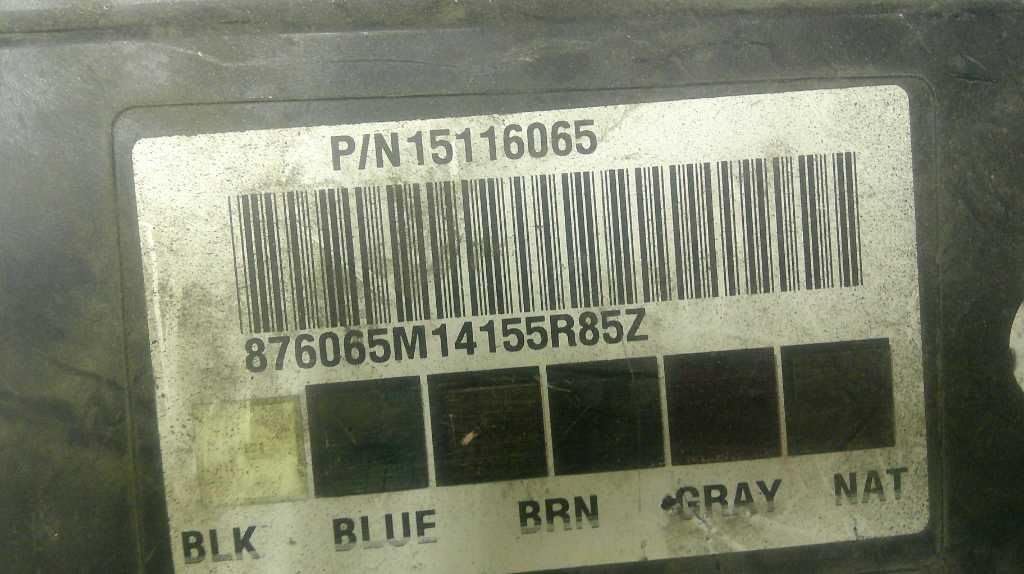 P/N15116065
876065M14155R85Z
BLK BLUE BRN GRAY NAT